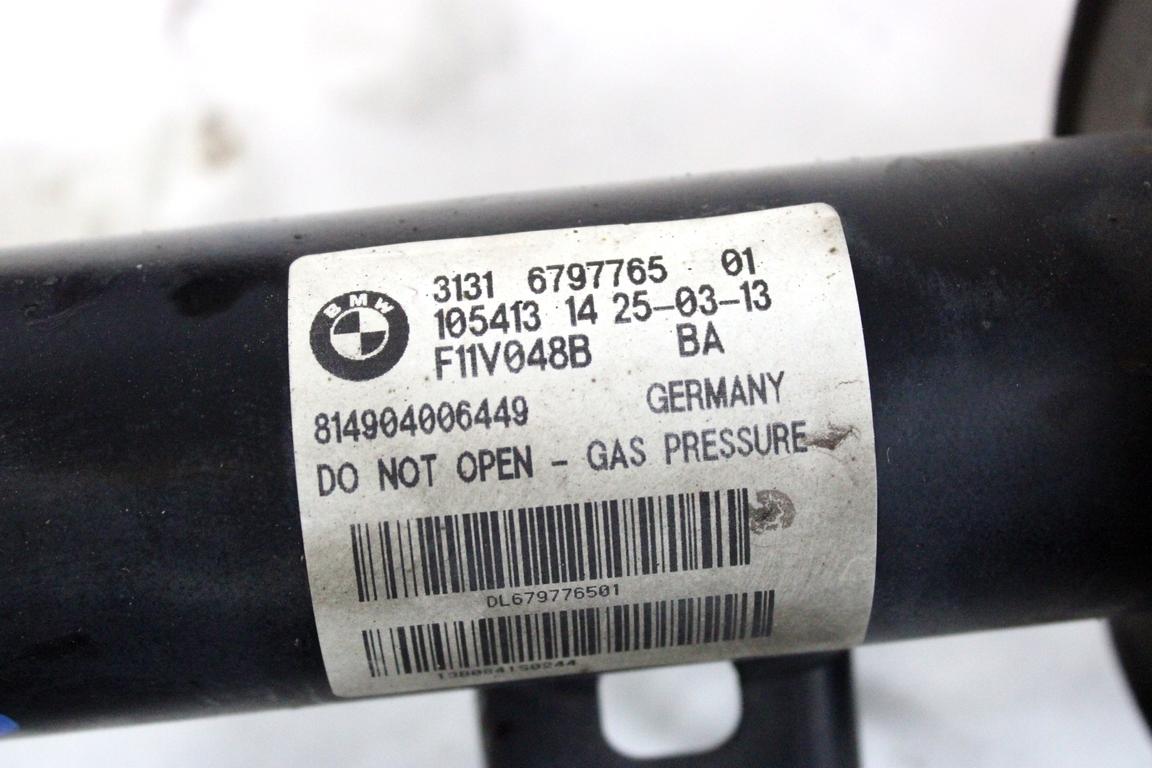 BMW
3131 6797765 01
105413 14 25-03-13
F11V048B BA
814904006449 GERMANY
DO NOT OPEN - GAS PRESSURE
DL679776501